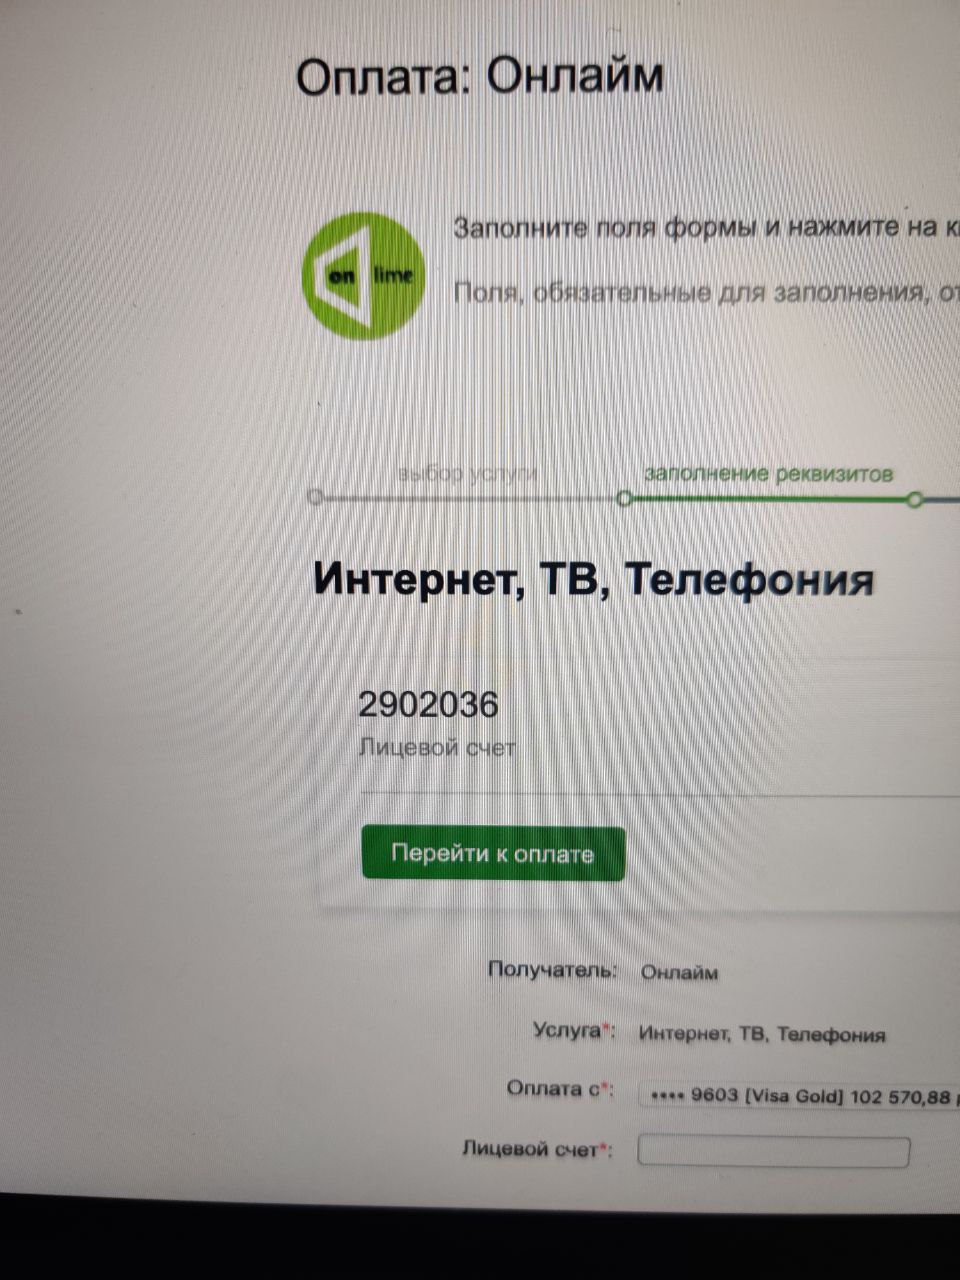 Оплата: Онлайм
on lime
Заполните поля формы и нажмите на
Поля, обязательные для заполнения,
выбор услуги
заполнение реквизитов
Интернет, ТВ, Телефония
2902036
Лицевой счет
Перейти к оплате
Получатель: Онлайм
Услуга*: Интернет, ТВ, Телефония
Оплата с*: •••• 9603 [Visa Gold] 102 570,88
Лицевой счет*: